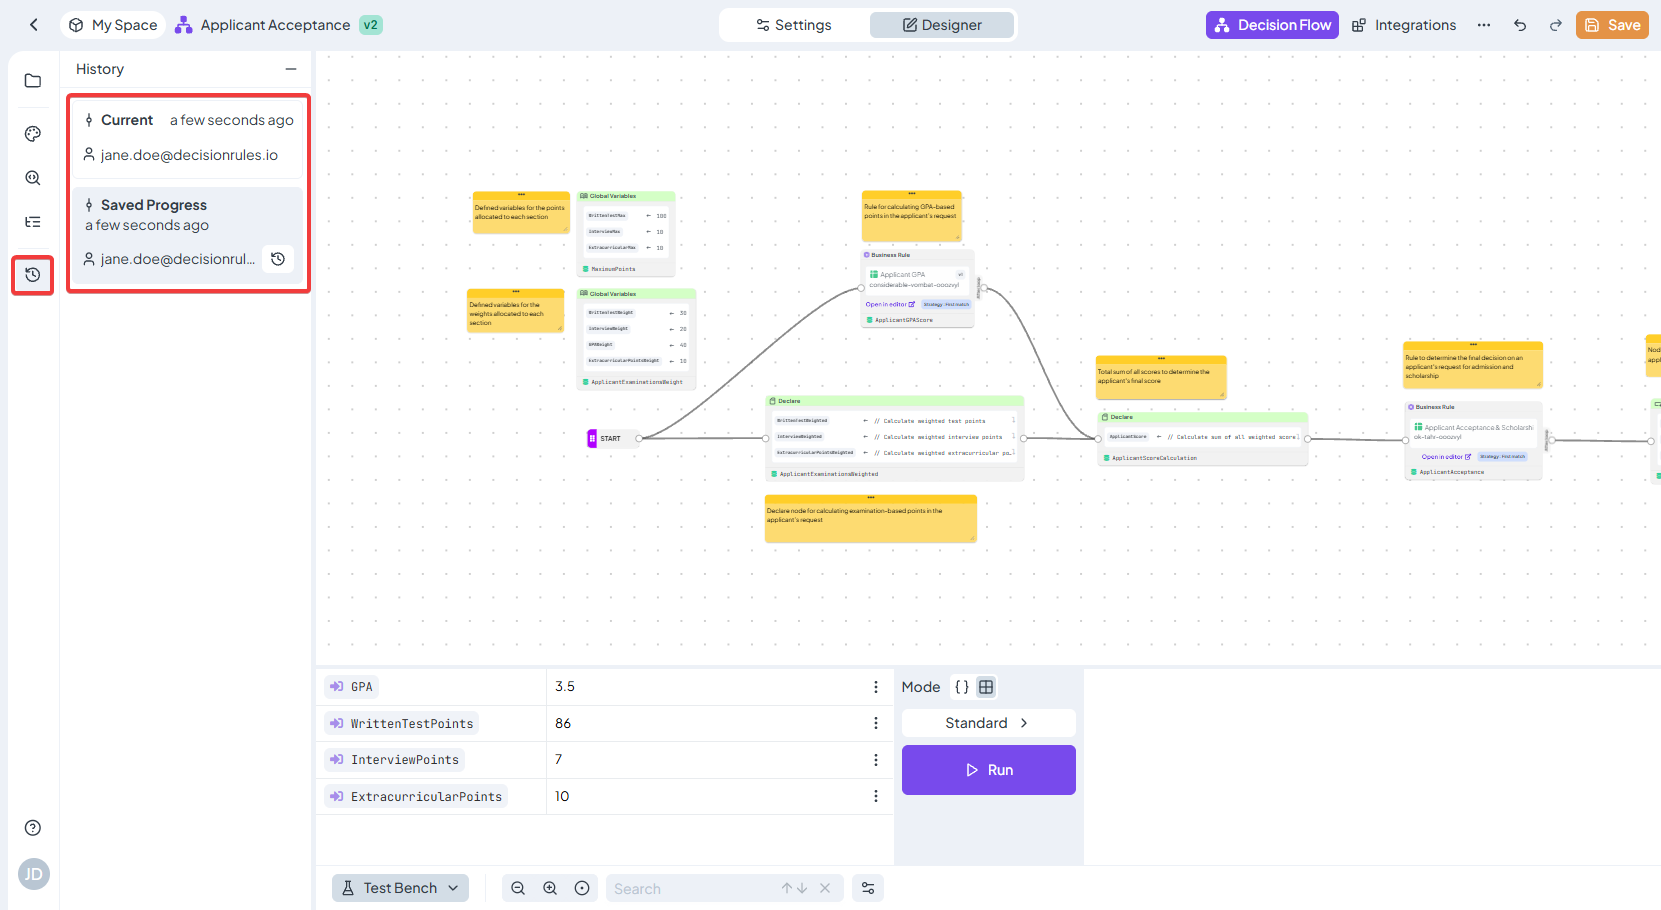 My Space
Applicant Acceptance
v2
Settings
Designer
Decision Flow
Integrations
Save
History
Current a few seconds ago
jane.doe@decisionrules.io
Saved Progress
a few seconds ago
jane.doe@decisionrul...
JD
Defined variables for the points
allocated to each section
Global Variables
WrittenTestMax ← 100
InterviewMax ← 10
ExtracurricularMax ← 10
MaximumPoints
Defined variables for the
weights allocated to each
section
Global Variables
WrittenTestWeight ← 30
InterviewWeight ← 20
GPAWeight ← 40
ExtracurricularPointsWeight ← 10
ApplicantExaminationsWeight
START
Rule for calculating GPA-based
points in the applicant's request
Business Rule
Applicant GPA v1
considerable-wombat-ooozvyl
Open in editor
Strategy: First match
ApplicantGPAScore
Declare
WrittenTestWeighted ← // Calculate weighted test points
InterviewWeighted ← // Calculate weighted interview points
ExtracurricularPointsWeighted ← // Calculate weighted extracurricular po…
ApplicantExaminationsWeighted
Declare node for calculating examination-based points in the
applicant's request
Total sum of all scores to determine the
applicant's final score
Declare
ApplicantScore ← // Calculate sum of all weighted score
ApplicantScoreCalculation
Rule to determine the final decision on an
applicant's request for admission and
scholarship
Business Rule
Applicant Acceptance & Scholarsh
ok-tahr-ooozvyl
Open in editor
Strategy: First match
ApplicantAcceptance
Nod
appl
GPA 3.5
WrittenTestPoints 86
InterviewPoints 7
ExtracurricularPoints 10
Mode
Standard
Run
Test Bench
Search